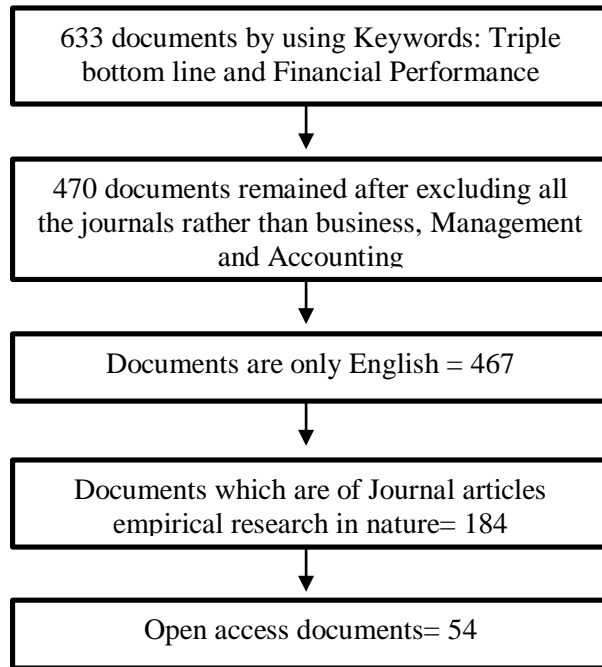 633 documents by using Keywords: Triple
bottom line and Financial Performance
470 documents remained after excluding all
the journals rather than business, Management
and Accounting
Documents are only English = 467
Documents which are of Journal articles
empirical research in nature= 184
Open access documents= 54